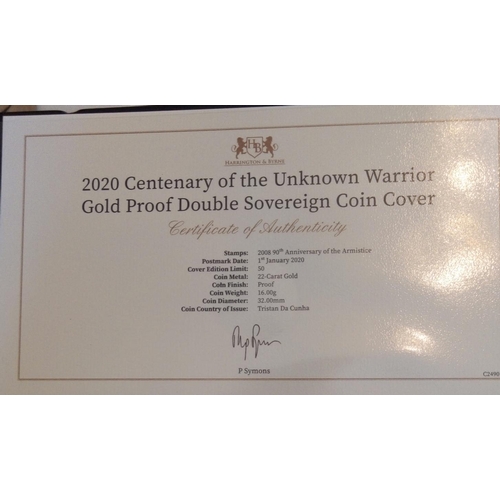 HB
HARRINGTON & BYRNE
2020 Centenary of the Unknown Warrior
Gold Proof Double Sovereign Coin Cover
Certificate of Authenticity
Stamps: 2008 90th Anniversary of the Armistice
Postmark Date: 1st January 2020
Cover Edition Limit: 50
Coin Metal: 22-Carat Gold
Coin Finish: Proof
Coin Weight: 16.00g
Coin Diameter: 32.00mm
Coin Country of Issue: Tristan Da Cunha
P Symons
C2490